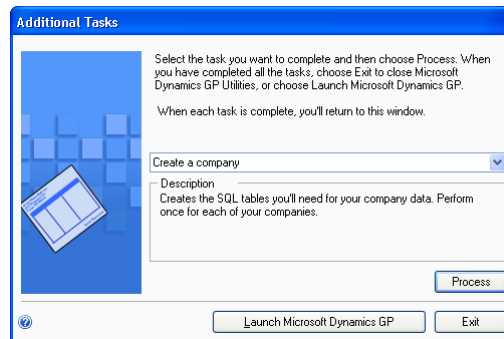 Additional Tasks
Select the task you want to complete and then choose Process. When
you have completed all the tasks, choose Exit to close Microsoft
Dynamics GP Utilities, or choose Launch Microsoft Dynamics GP.
When each task is complete, you'll return to this window.
Create a company
Description
Creates the SQL tables you'll need for your company data. Perform
once for each of your companies.
Process
Launch Microsoft Dynamics GP
Exit